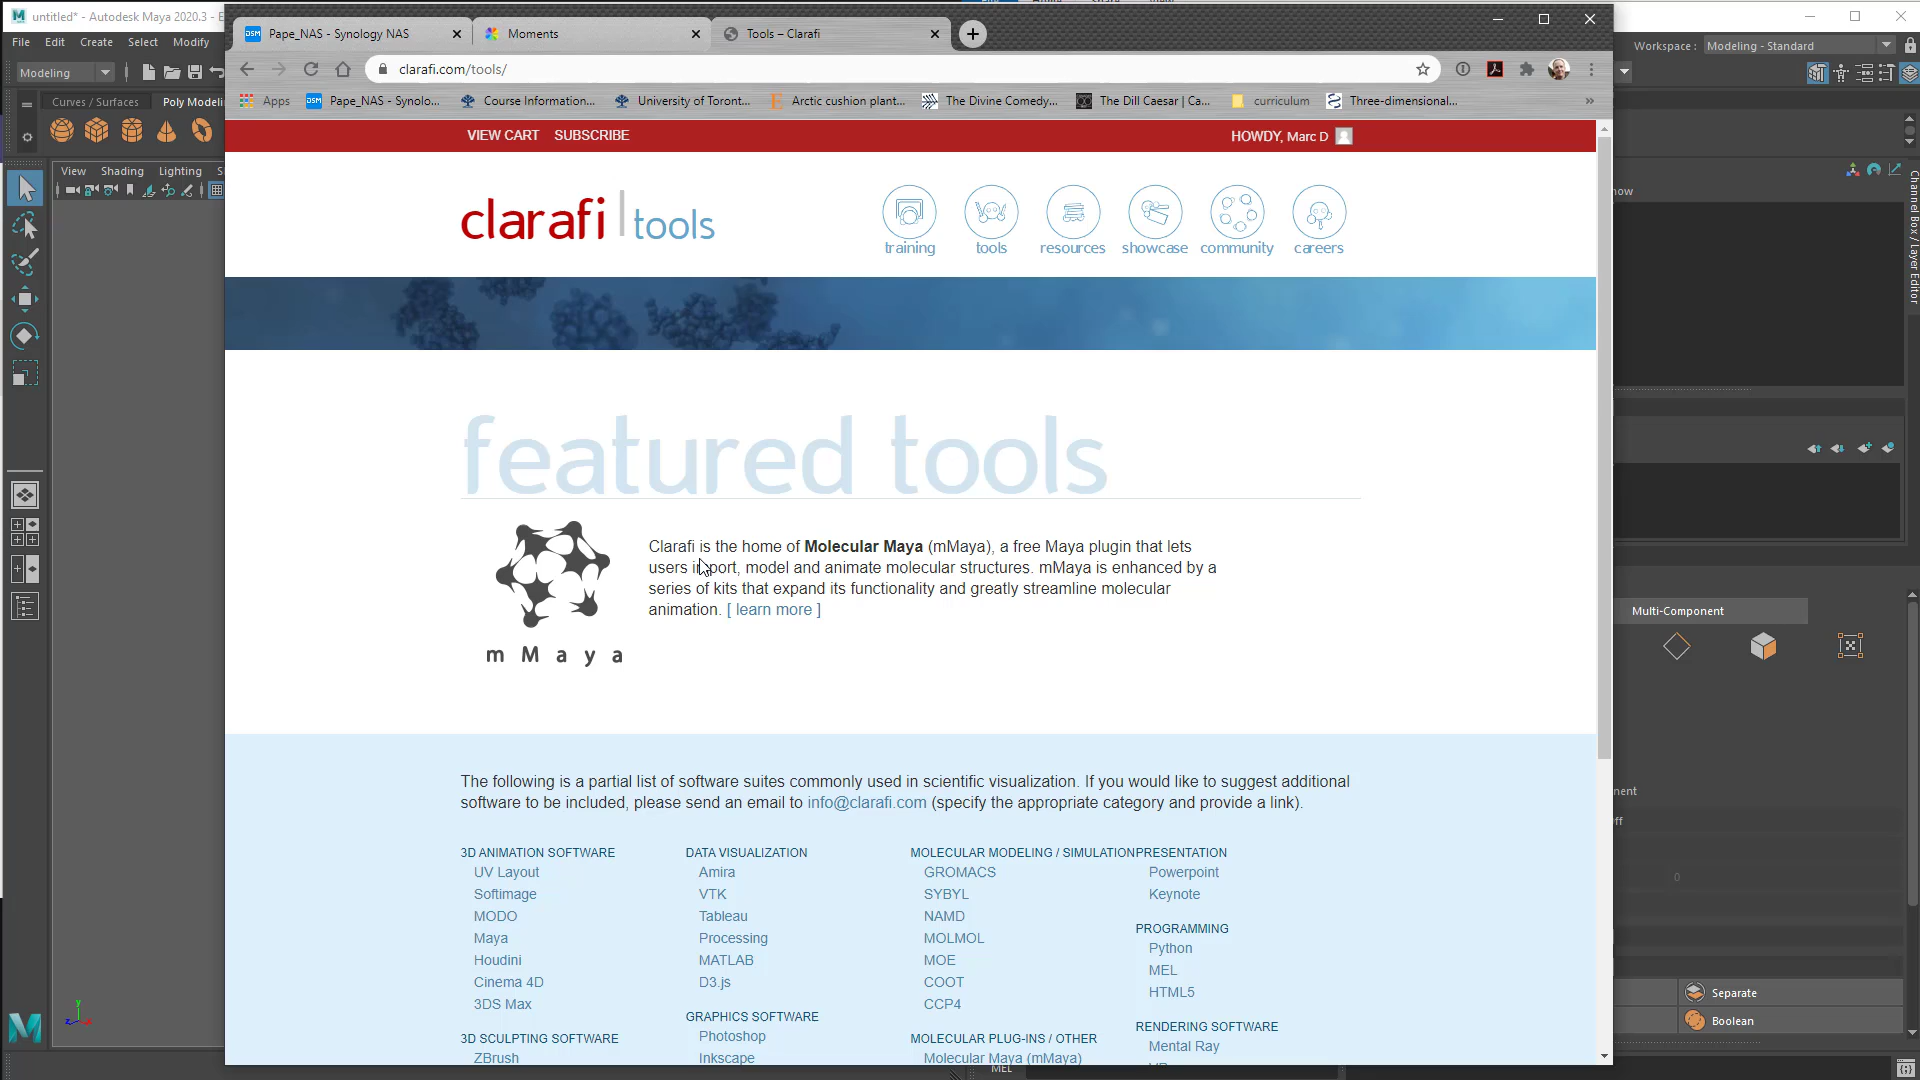 untitled* - Autodesk Maya 2020.3 - E
File Edit Create Select Modify
Modeling
Curves / Surfaces Poly Modeli
View Shading Lighting S
Pape_NAS - Synology NAS
Moments
Tools – Clarafi
clarafi.com/tools/
Apps
Pape_NAS - Synolo...
Course Information...
University of Toront...
Arctic cushion plant...
The Divine Comedy...
The Dill Caesar | Ca...
curriculum
Three-dimensional...
»
VIEW CART SUBSCRIBE
HOWDY, Marc D
clarafi | tools
training tools resources showcase community careers
featured tools
Clarafi is the home of Molecular Maya (mMaya), a free Maya plugin that lets
users import, model and animate molecular structures. mMaya is enhanced by a
series of kits that expand its functionality and greatly streamline molecular
animation. [ learn more ]
mMaya
The following is a partial list of software suites commonly used in scientific visualization. If you would like to suggest additional
software to be included, please send an email to info@clarafi.com (specify the appropriate category and provide a link).
3D ANIMATION SOFTWARE
UV Layout
Softimage
MODO
Maya
Houdini
Cinema 4D
3DS Max
3D SCULPTING SOFTWARE
ZBrush
DATA VISUALIZATION
Amira
VTK
Tableau
Processing
MATLAB
D3.js
GRAPHICS SOFTWARE
Photoshop
Inkscape
MOLECULAR MODELING / SIMULATION
GROMACS
SYBYL
NAMD
MOLMOL
MOE
COOT
CCP4
MOLECULAR PLUG-INS / OTHER
Molecular Maya (mMaya)
PRESENTATION
Powerpoint
Keynote
PROGRAMMING
Python
MEL
HTML5
RENDERING SOFTWARE
Mental Ray
Workspace : Modeling - Standard
ow
Channel Box / Layer Editor
Multi-Component
nent
ff
0
Separate
Boolean
MEL
y